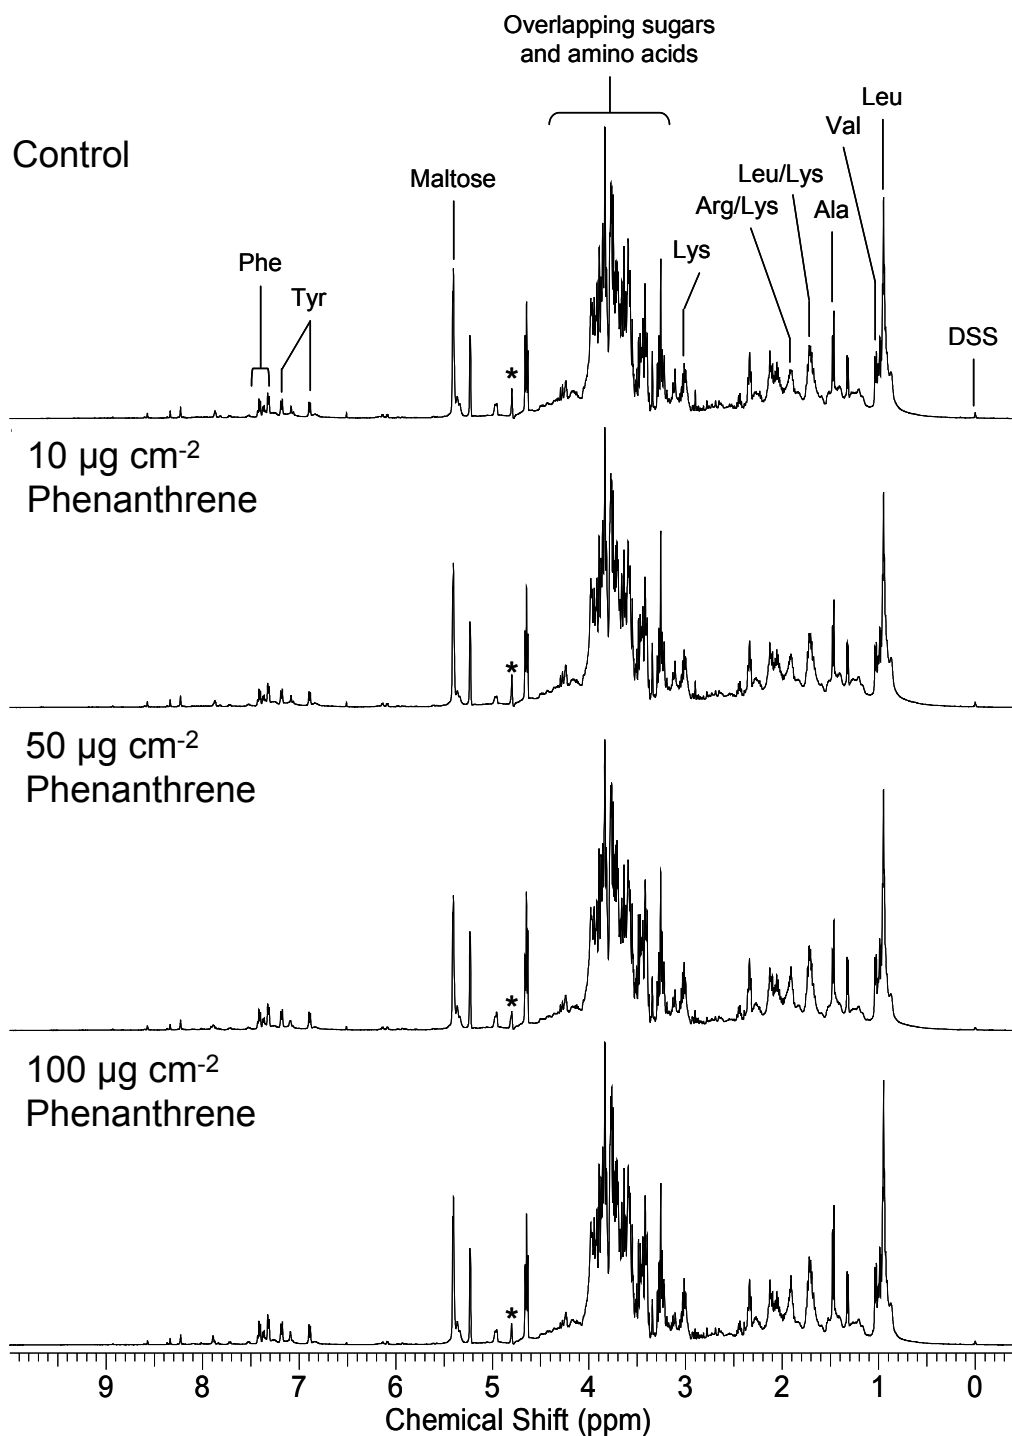 Overlapping sugars
and amino acids
Control
Maltose
Phe
Tyr
*
Lys
Arg/Lys
Leu/Lys
Ala
Val
Leu
DSS
10 µg cm-2
Phenanthrene
*
50 µg cm-2
Phenanthrene
*
100 µg cm-2
Phenanthrene
*
9 8 7 6 5 4 3 2 1 0
Chemical Shift (ppm)